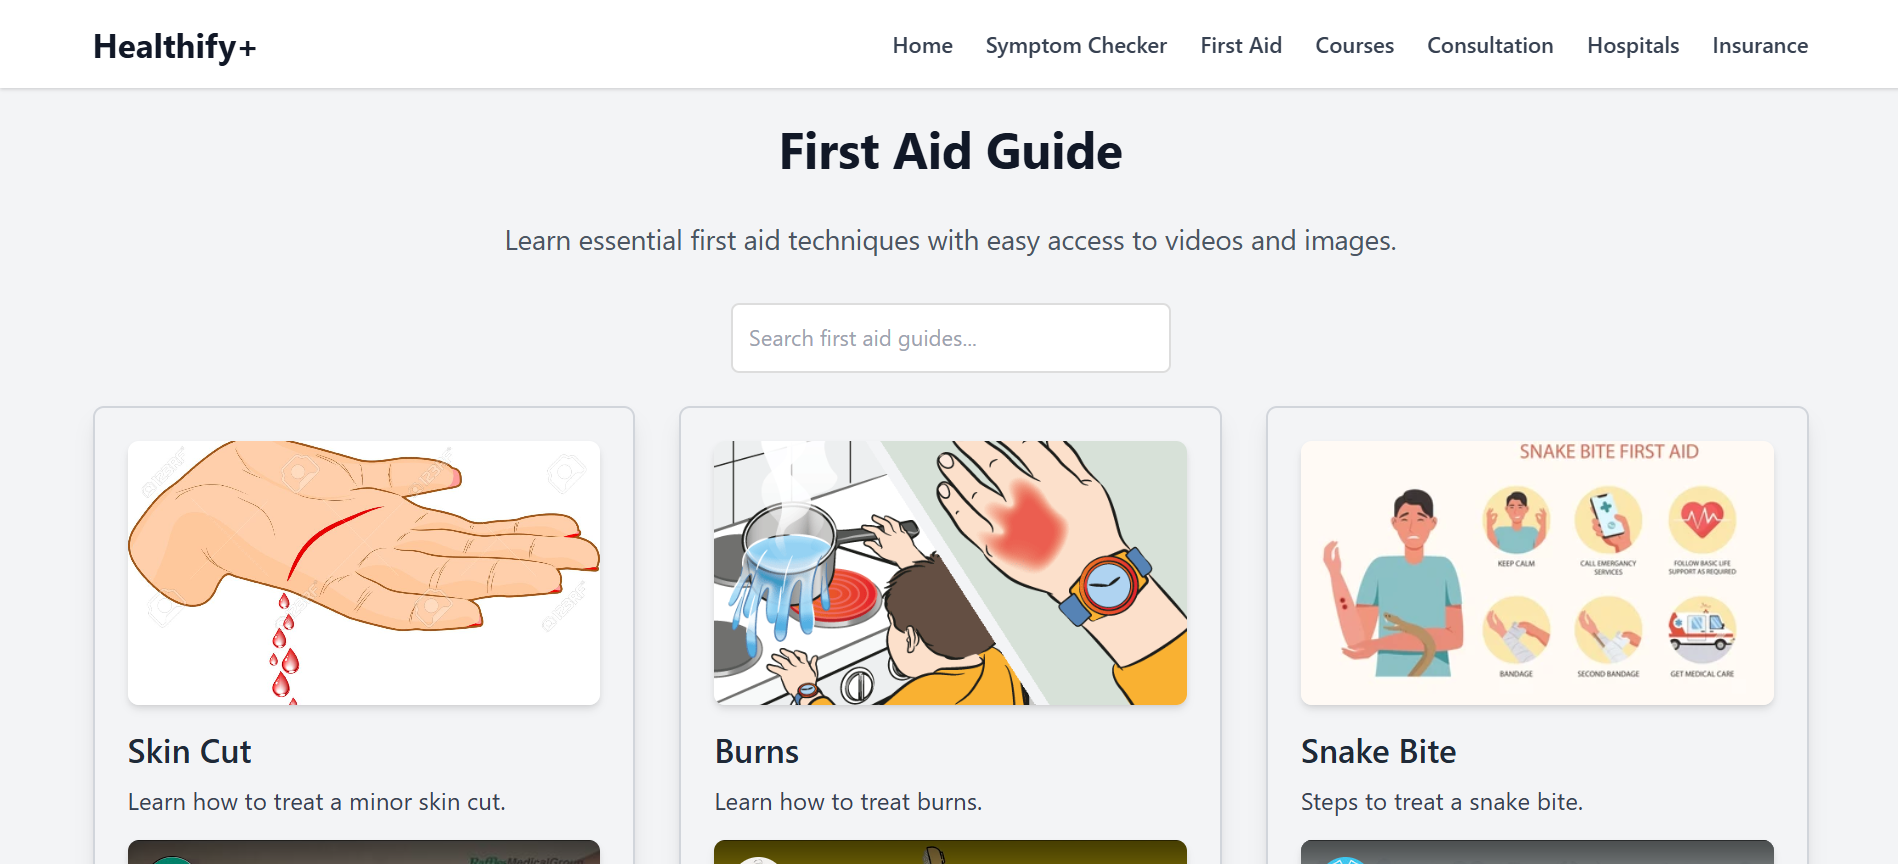 Healthify+
Home Symptom Checker First Aid Courses Consultation Hospitals Insurance
First Aid Guide
Learn essential first aid techniques with easy access to videos and images.
Search first aid guides...
SNAKE BITE FIRST AID
KEEP CALM
CALL EMERGANCY SERVICES
FOLLOW BASIC LIFE SUPPORT AS REQUIRED
BANDAGE
SECOND BANDAGE
GET MEDICAL CARE
Skin Cut
Burns
Snake Bite
Learn how to treat a minor skin cut.
Learn how to treat burns.
Steps to treat a snake bite.
RafflesMedicalGroup